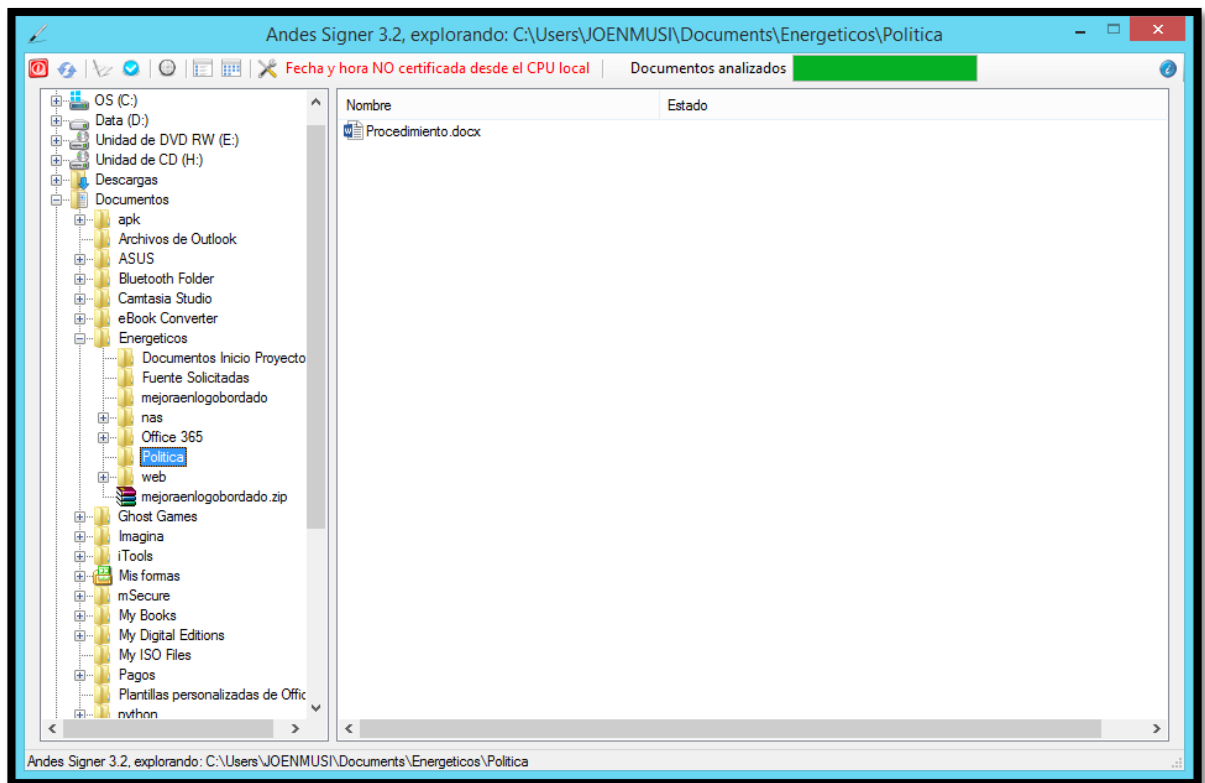 Andes Signer 3.2, explorando: C:\Users\JOENMUSI\Documents\Energeticos\Politica
Fecha y hora NO certificada desde el CPU local
Documentos analizados
OS (C:)
Data (D:)
Unidad de DVD RW (E:)
Unidad de CD (H:)
Descargas
Documentos
apk
Archivos de Outlook
ASUS
Bluetooth Folder
Camtasia Studio
eBook Converter
Energeticos
Documentos Inicio Proyecto
Fuente Solicitadas
mejoraenlogobordado
nas
Office 365
Politica
web
mejoraenlogobordado.zip
Ghost Games
Imagina
iTools
Mis formas
mSecure
My Books
My Digital Editions
My ISO Files
Pagos
Plantillas personalizadas de Offic
python
Nombre Estado
Procedimiento.docx
Andes Signer 3.2, explorando: C:\Users\JOENMUSI\Documents\Energeticos\Politica